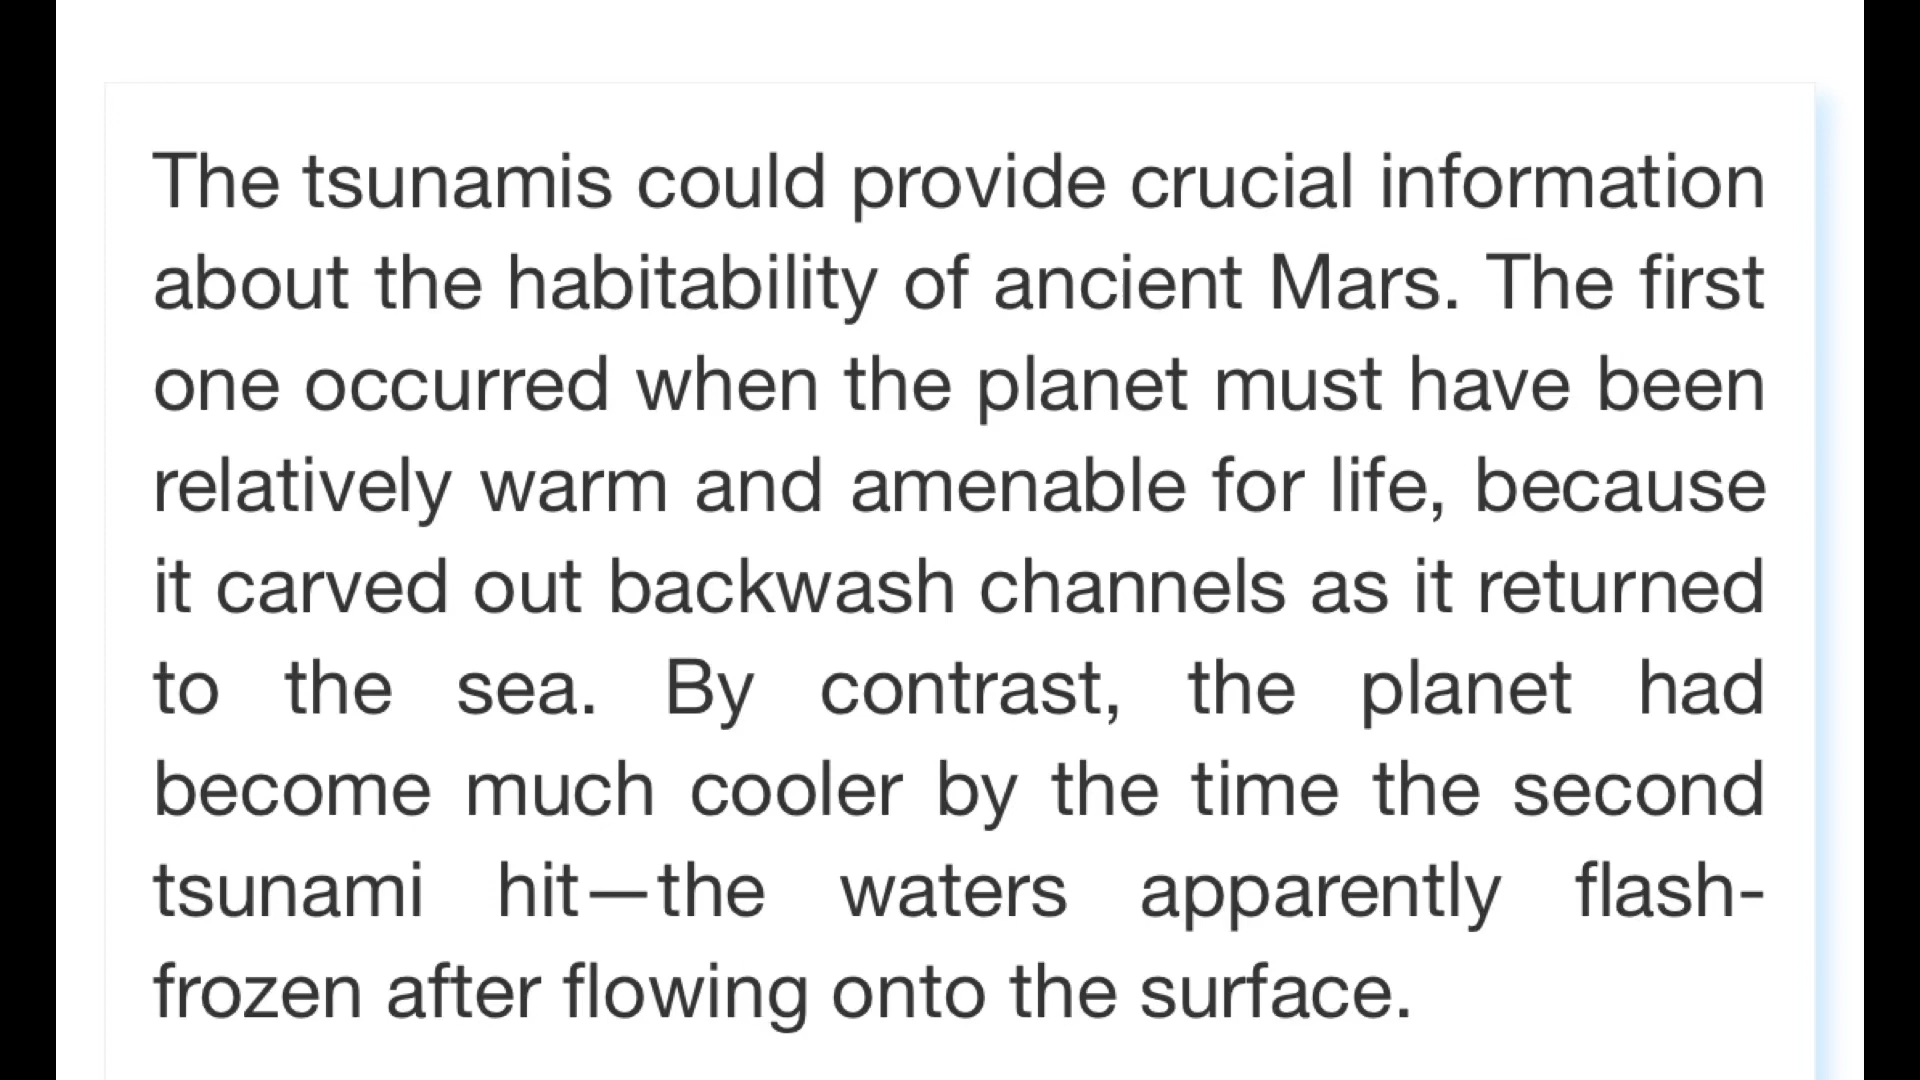 The tsunamis could provide crucial information
about the habitability of ancient Mars. The first
one occurred when the planet must have been
relatively warm and amenable for life, because
it carved out backwash channels as it returned
to the sea. By contrast, the planet had
become much cooler by the time the second
tsunami hit—the waters apparently flash-
frozen after flowing onto the surface.